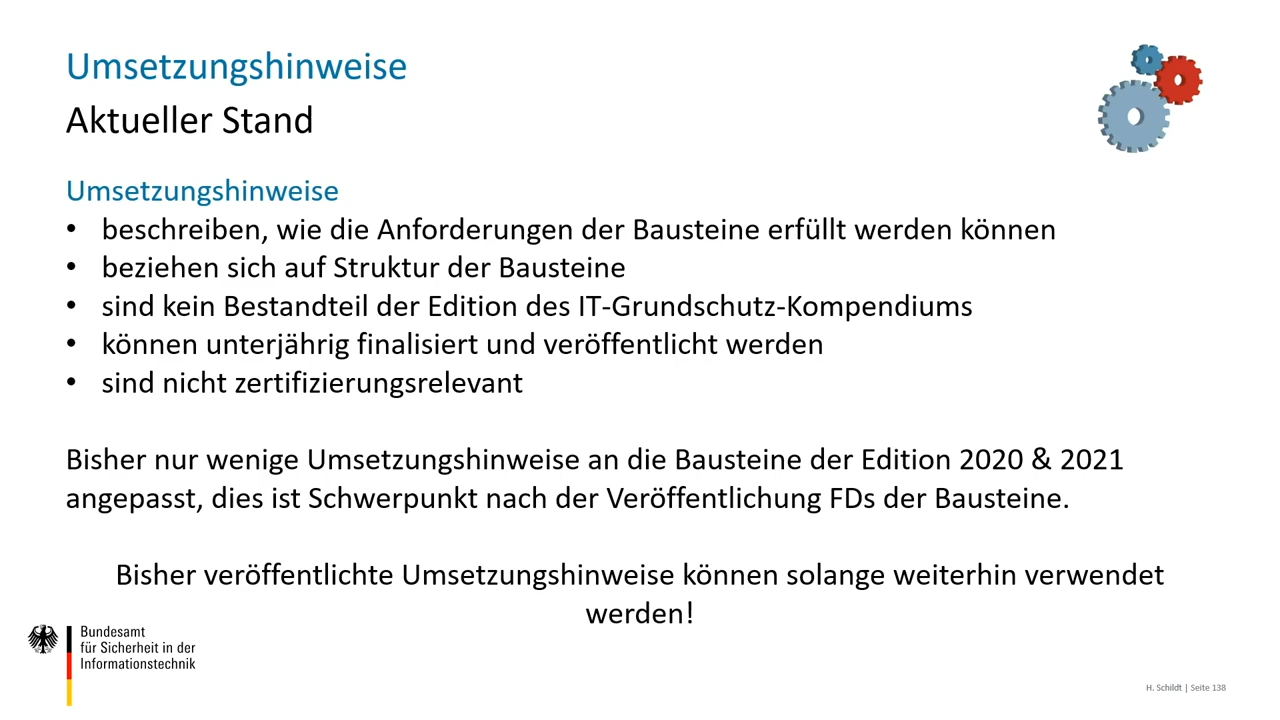 Umsetzungshinweise
Aktueller Stand
Umsetzungshinweise
• beschreiben, wie die Anforderungen der Bausteine erfüllt werden können
• beziehen sich auf Struktur der Bausteine
• sind kein Bestandteil der Edition des IT-Grundschutz-Kompendiums
• können unterjährig finalisiert und veröffentlicht werden
• sind nicht zertifizierungsrelevant
Bisher nur wenige Umsetzungshinweise an die Bausteine der Edition 2020 & 2021
angepasst, dies ist Schwerpunkt nach der Veröffentlichung FDs der Bausteine.
Bisher veröffentlichte Umsetzungshinweise können solange weiterhin verwendet
werden!
Bundesamt
für Sicherheit in der
Informationstechnik
H. Schildt | Seite 138